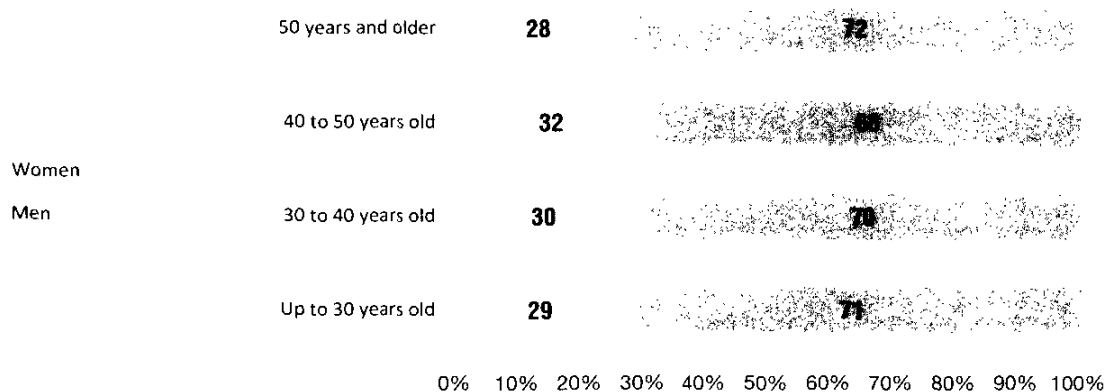 50 years and older 28 72
40 to 50 years old 32 68
Women
Men
30 to 40 years old 30 70
Up to 30 years old 29 71
0% 10% 20% 30% 40% 50% 60% 70% 80% 90% 100%